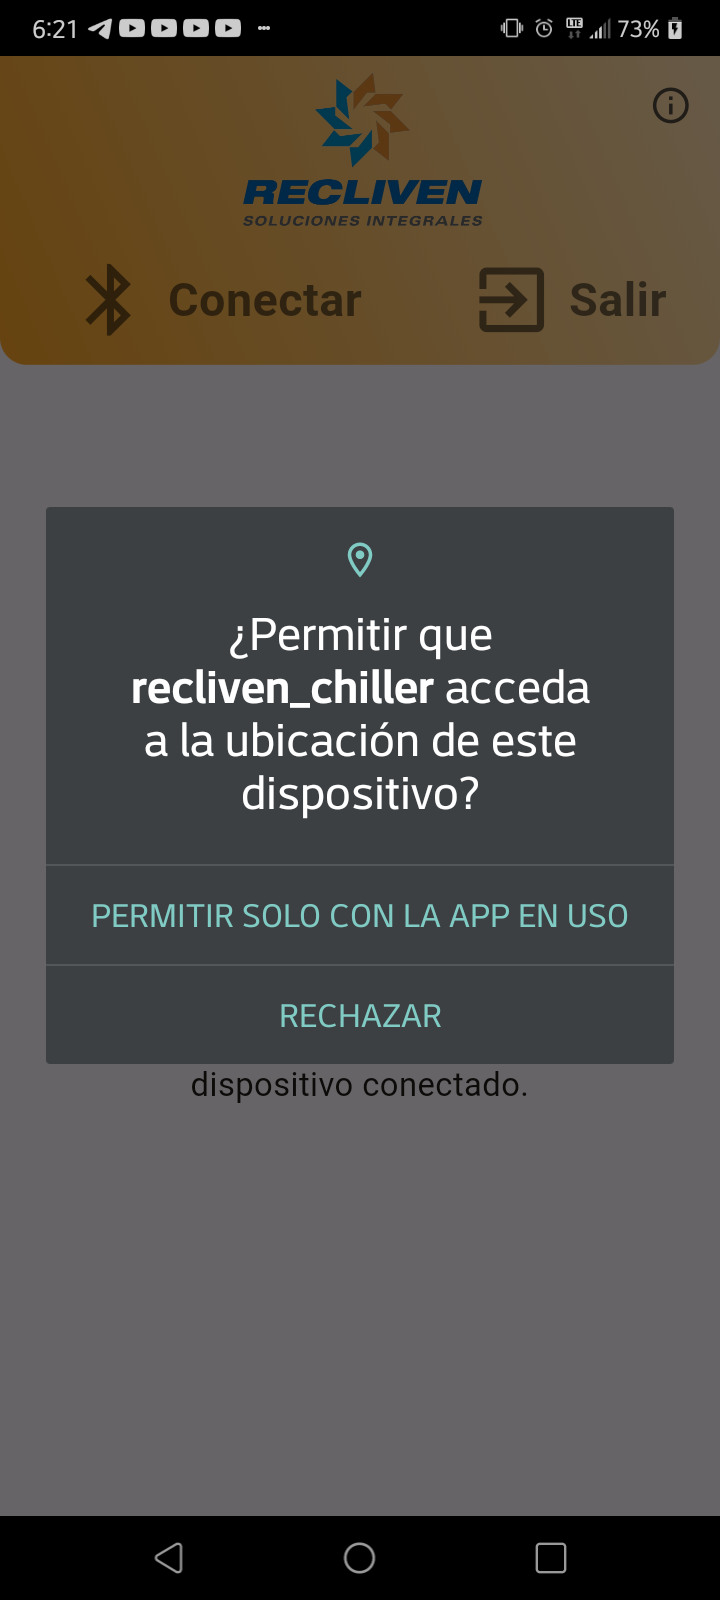 6:21
LTE
73%
RECLIVEN
SOLUCIONES INTEGRALES
Conectar
Salir
¿Permitir que
recliven_chiller acceda
a la ubicación de este
dispositivo?
PERMITIR SOLO CON LA APP EN USO
RECHAZAR
dispositivo conectado.